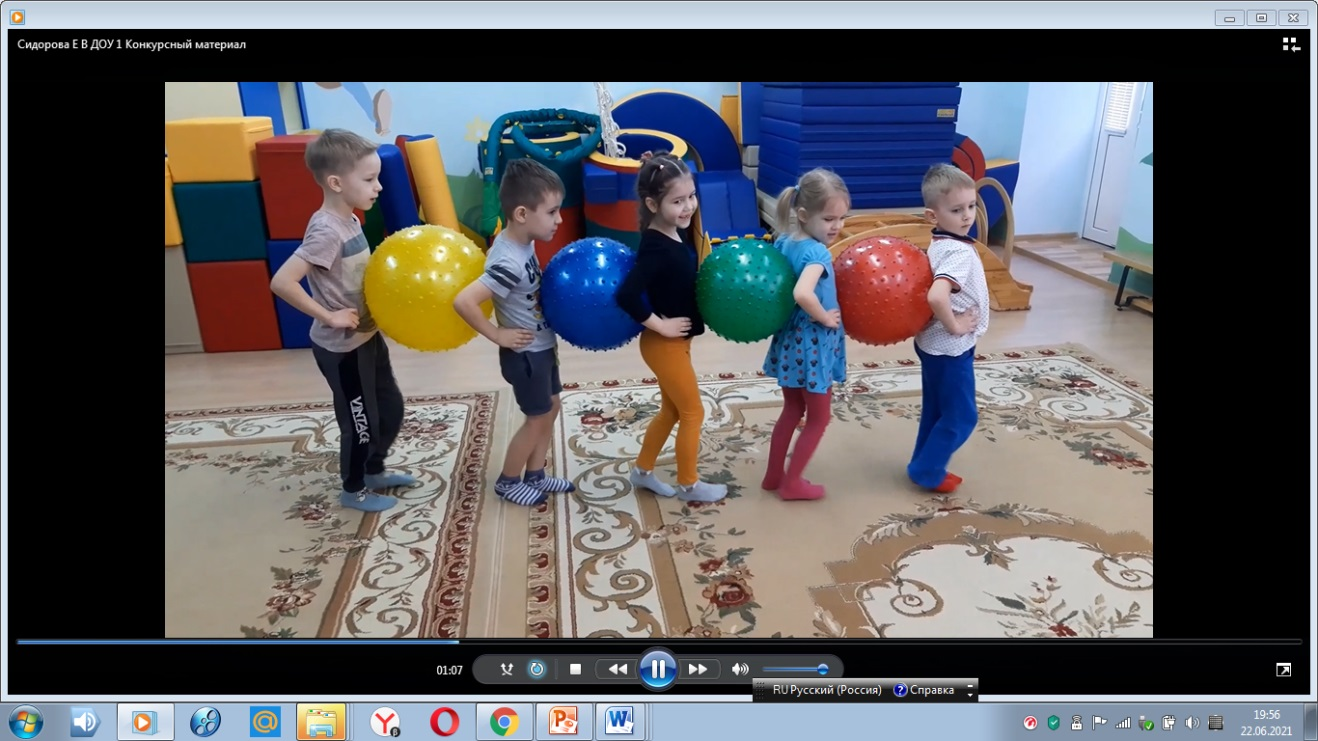 Сидорова Е В ДОУ 1 Конкурсный материал
VINTAGE
01:07
RU Русский (Россия) ? Справка
19:56
22.06.2021